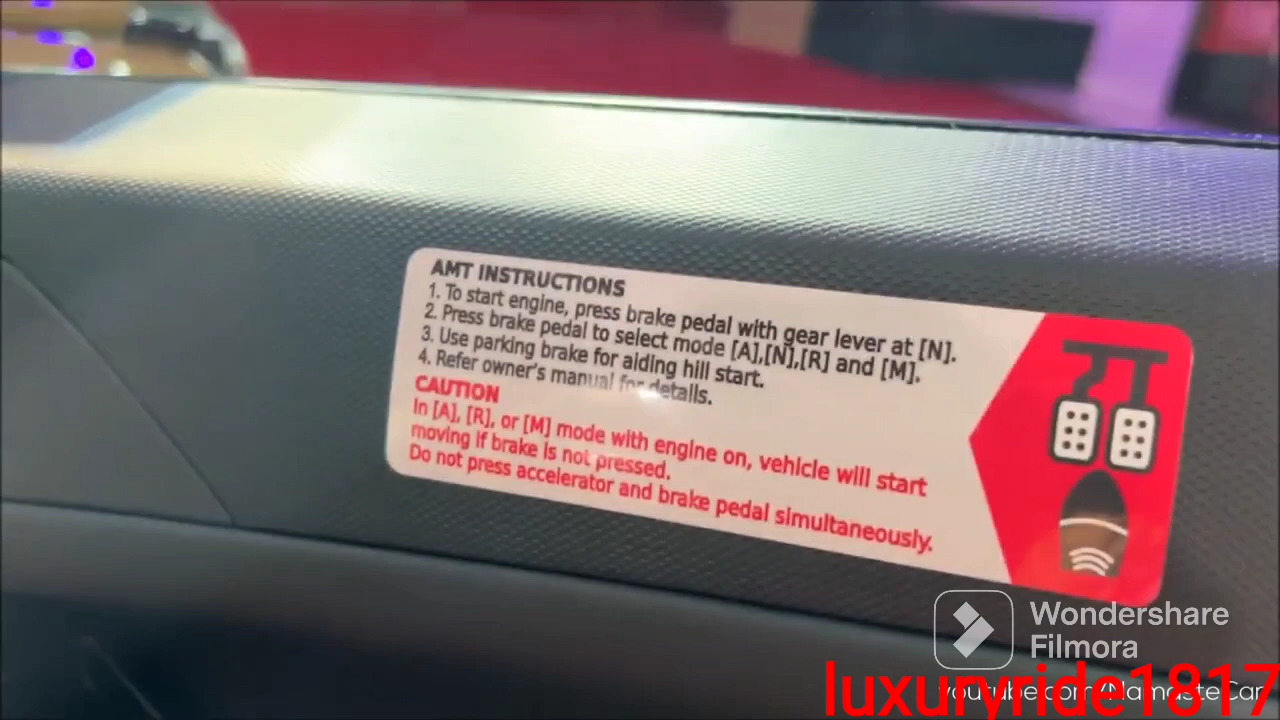 AMT INSTRUCTIONS
1. To start engine, press brake pedal with gear lever at [N].
2. Press brake pedal to select mode [A],[N],[R] and [M].
3. Use parking brake for aiding hill start.
4. Refer owner's manual for details.
CAUTION
In [A], [R], or [M] mode with engine on, vehicle will start
moving if brake is not pressed.
Do not press accelerator and brake pedal simultaneously.
Wondershare
Filmora
luxuryride1817
youtube.com/NamasteCar